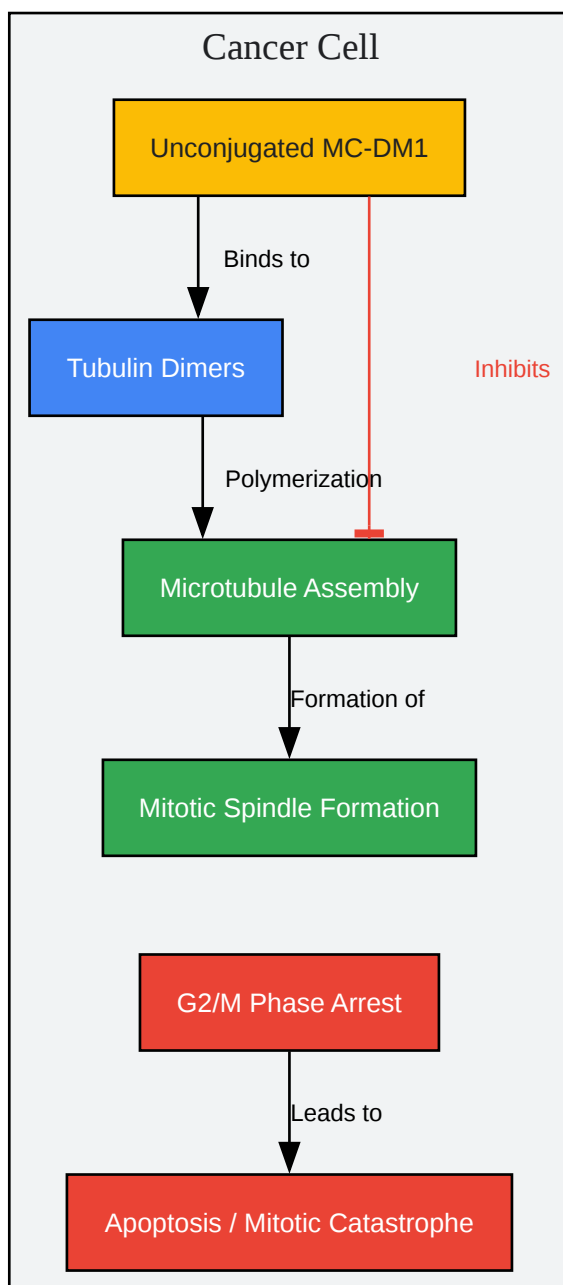 Cancer Cell
Unconjugated MC-DM1
Binds to
Tubulin Dimers
Inhibits
Polymerization
Microtubule Assembly
Formation of
Mitotic Spindle Formation
G2/M Phase Arrest
Leads to
Apoptosis / Mitotic Catastrophe